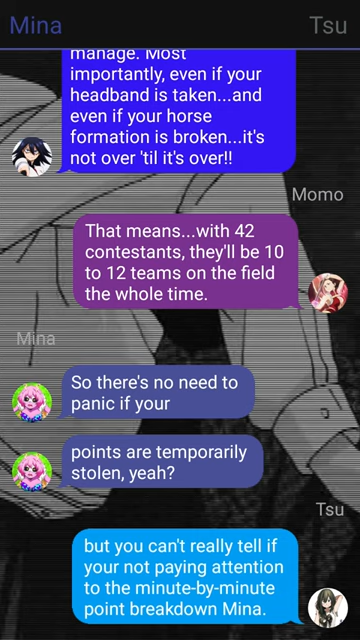 Mina Tsu
manage. Most
importantly, even if your
headband is taken...and
even if your horse
formation is broken...it's
not over 'til it's over!!
Momo
That means...with 42
contestants, they'll be 10
to 12 teams on the field
the whole time.
Mina
So there's no need to
panic if your
points are temporarily
stolen, yeah?
Tsu
but you can't really tell if
your not paying attention
to the minute-by-minute
point breakdown Mina.